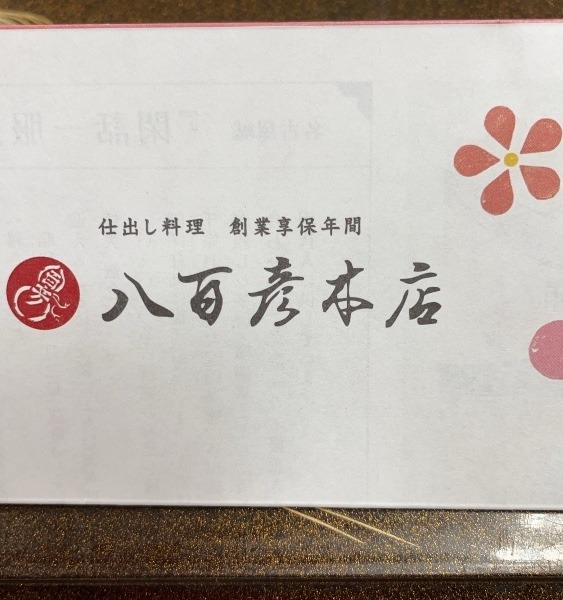 仕出し料理 創業享保年間
八百彦本店